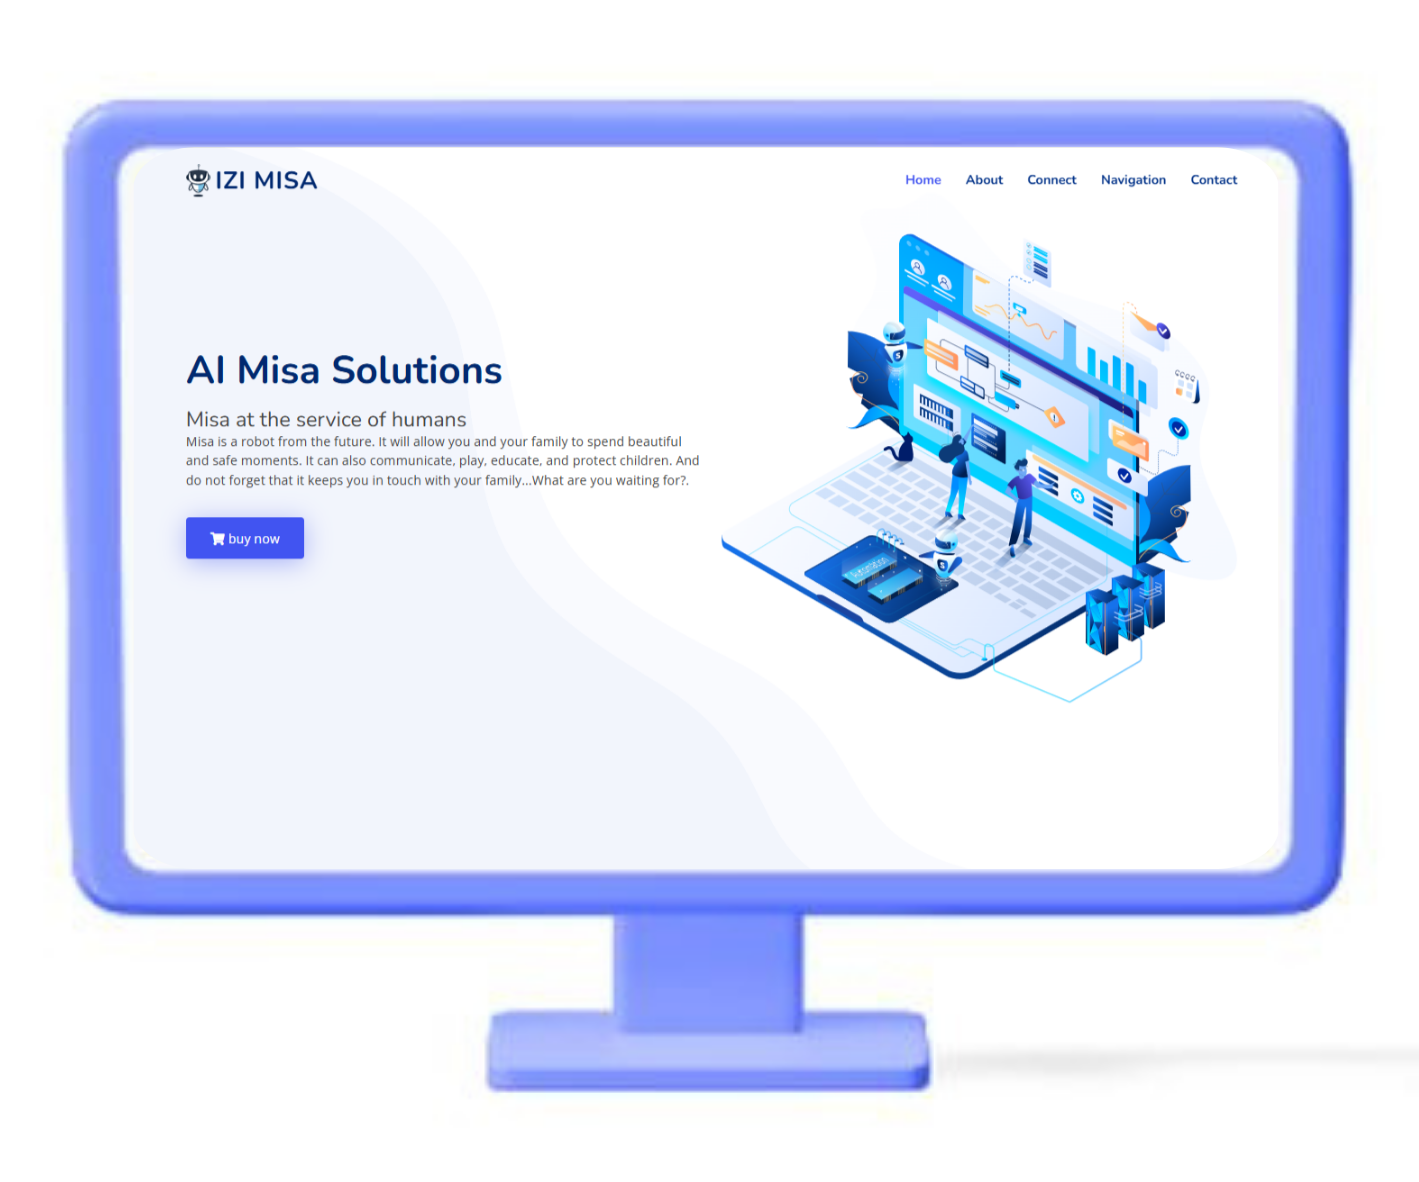 IZI MISA
Home About Connect Navigation Contact
AI Misa Solutions
Misa at the service of humans
Misa is a robot from the future. It will allow you and your family to spend beautiful
and safe moments. It can also communicate, play, educate, and protect children. And
do not forget that it keeps you in touch with your family...What are you waiting for?.
buy now